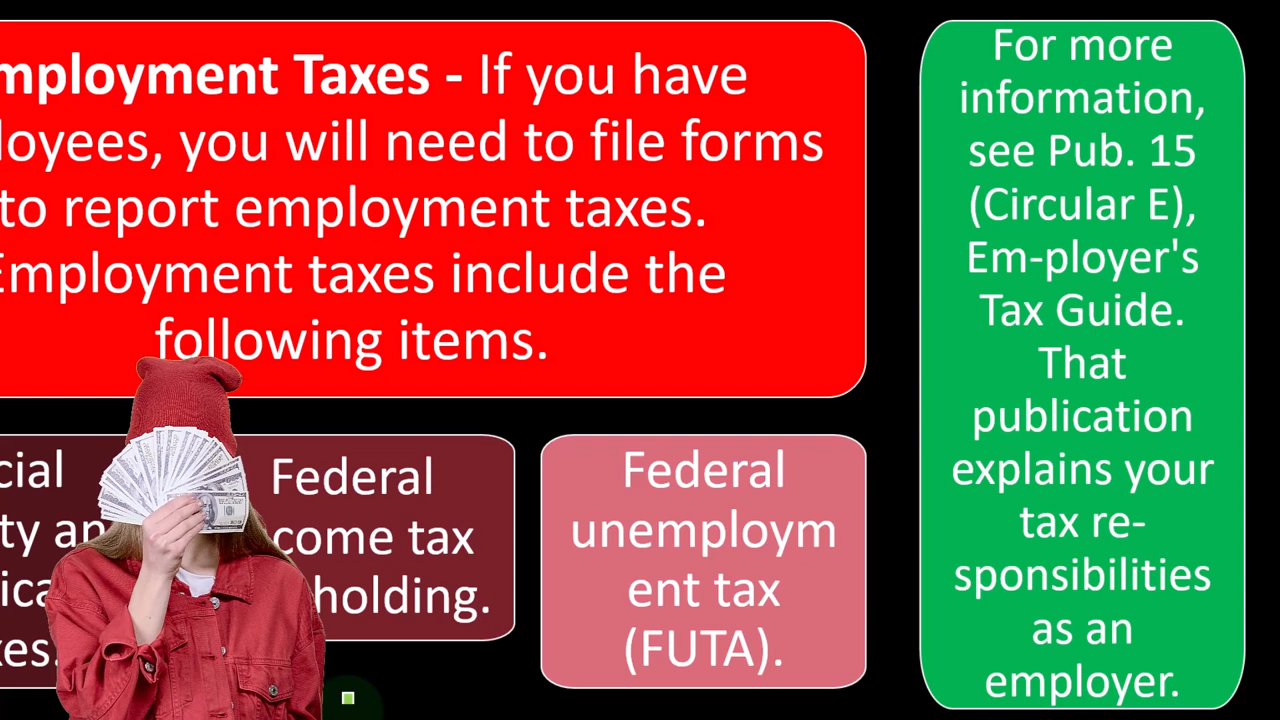 mployment Taxes - If you have
loyees, you will need to file forms
to report employment taxes.
Employment taxes include the
following items.
cial
ty an
ica
xes.
Federal
come tax
holding.
Federal
unemploym
ent tax
(FUTA).
For more
information,
see Pub. 15
(Circular E),
Em-ployer's
Tax Guide.
That
publication
explains your
tax re-
sponsibilities
as an
employer.